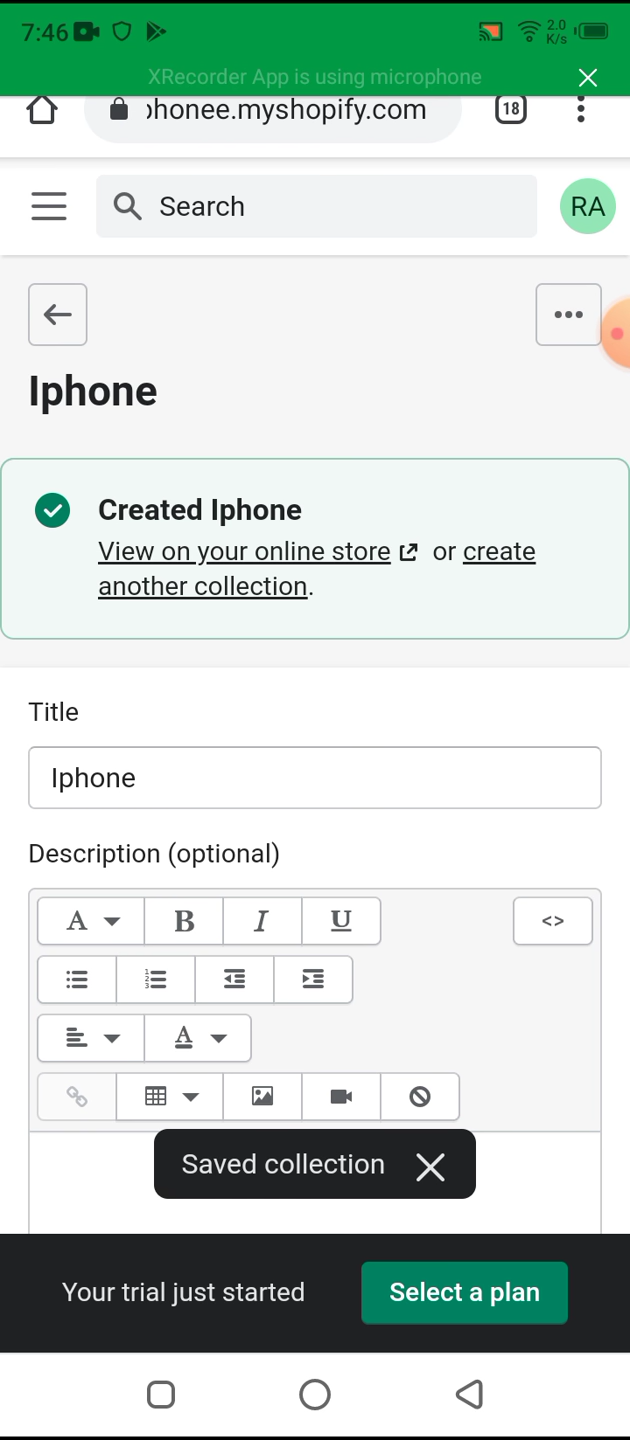 7:46
2.0
K/s
XRecorder App is using microphone
phonee.myshopify.com
18
Search
RA
Iphone
Created Iphone
View on your online store or create
another collection.
Title
Iphone
Description (optional)
A B I U <>
A
Saved collection
Your trial just started
Select a plan